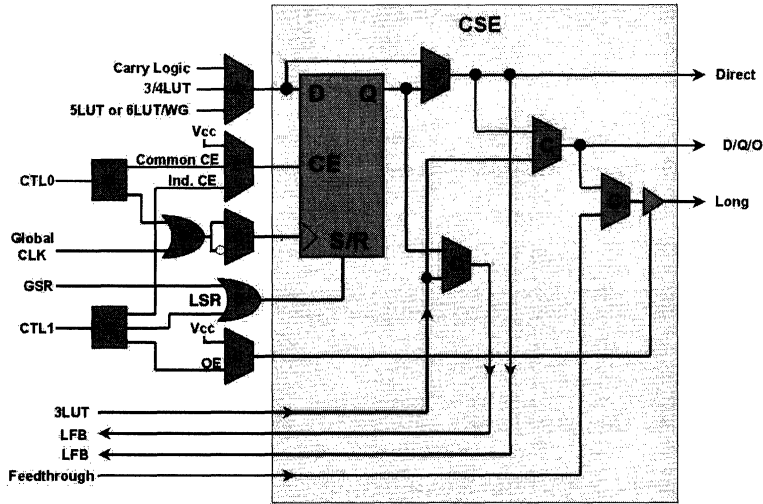 CSE
Carry Logic
3/4LUT
5LUT or 6LUT/WG
Direct
D
Q
Vcc
Common CE
Ind. CE
CE
C
D/Q/O
CTL0
Long
Global
CLK
S/R
GSR
LSR
CTL1
Vcc
OE
3LUT
LFB
LFB
Feedthrough